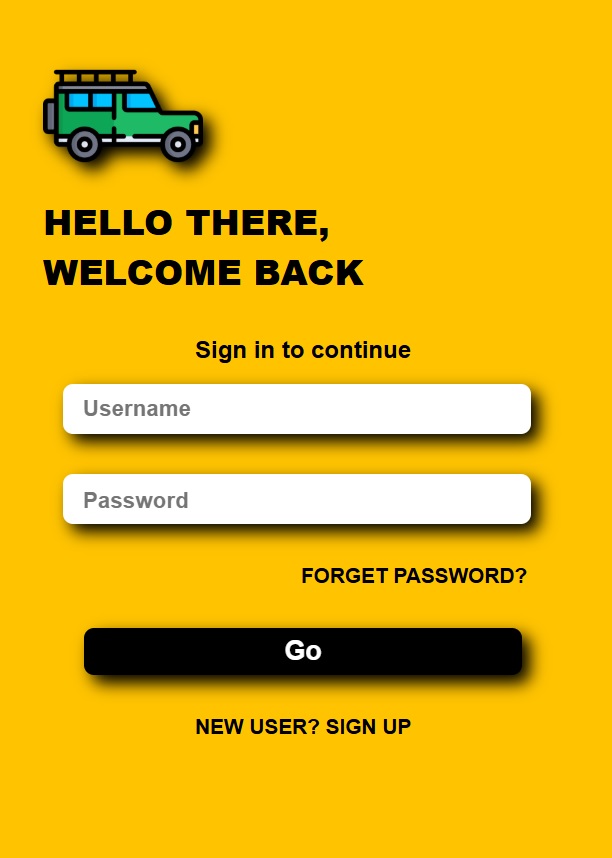 HELLO THERE,
WELCOME BACK
Sign in to continue
Username
Password
FORGET PASSWORD?
Go
NEW USER? SIGN UP